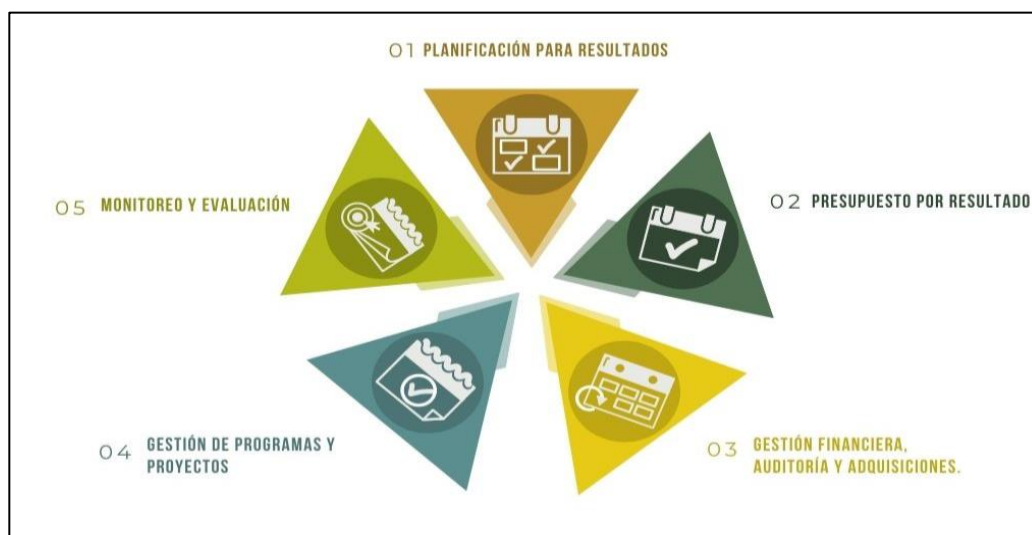 01 PLANIFICACIÓN PARA RESULTADOS
02 PRESUPUESTO POR RESULTADO
03 GESTIÓN FINANCIERA,
AUDITORÍA Y ADQUISICIONES.
04 GESTIÓN DE PROGRAMAS Y
PROYECTOS
05 MONITOREO Y EVALUACIÓN